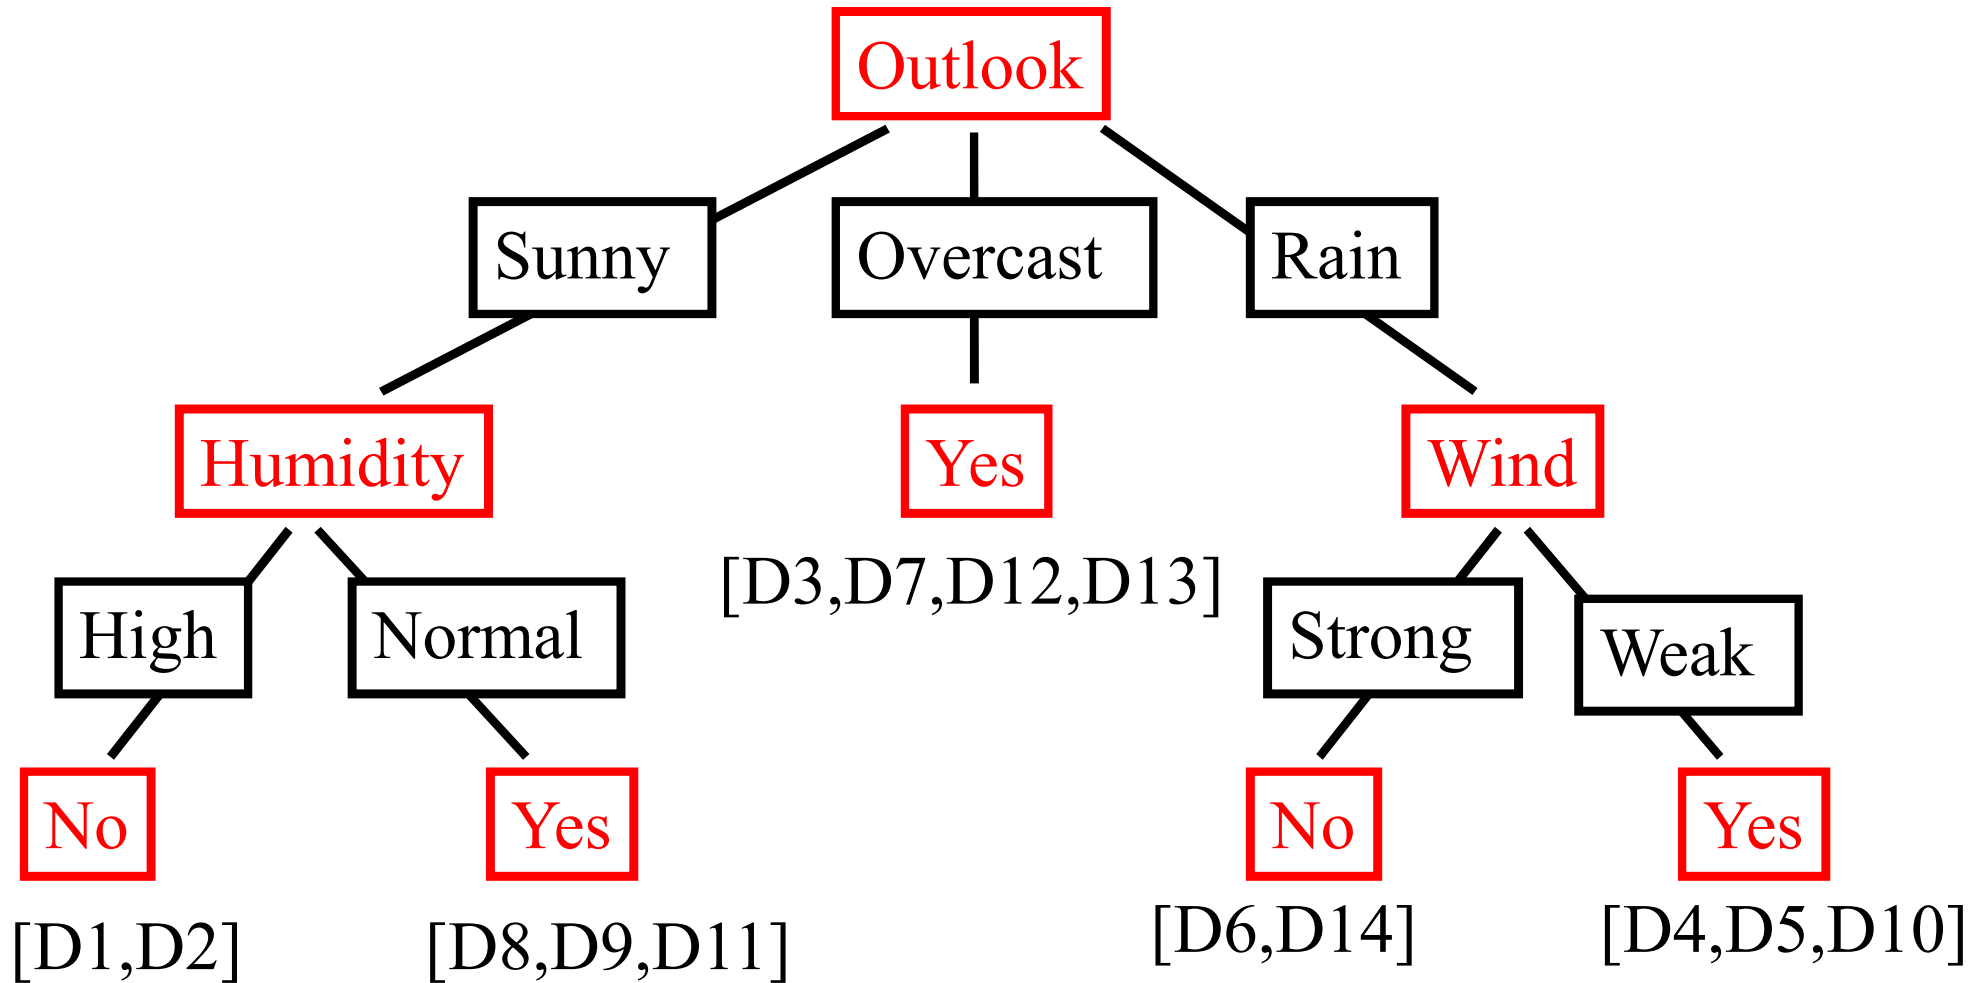 Outlook
Sunny Overcast Rain
Humidity Yes Wind
[D3,D7,D12,D13]
High Normal Strong Weak
No Yes No Yes
[D1,D2] [D8,D9,D11] [D6,D14] [D4,D5,D10]